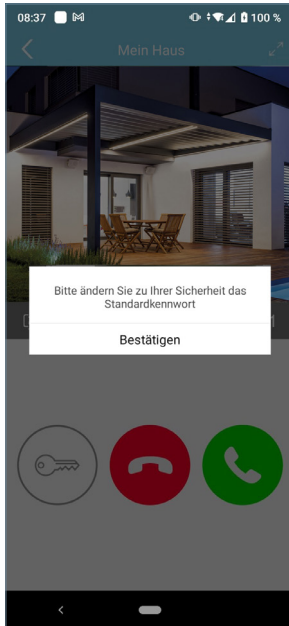 08:37 100 %
Mein Haus
Bitte ändern Sie zu Ihrer Sicherheit das
Standardkennwort
Bestätigen